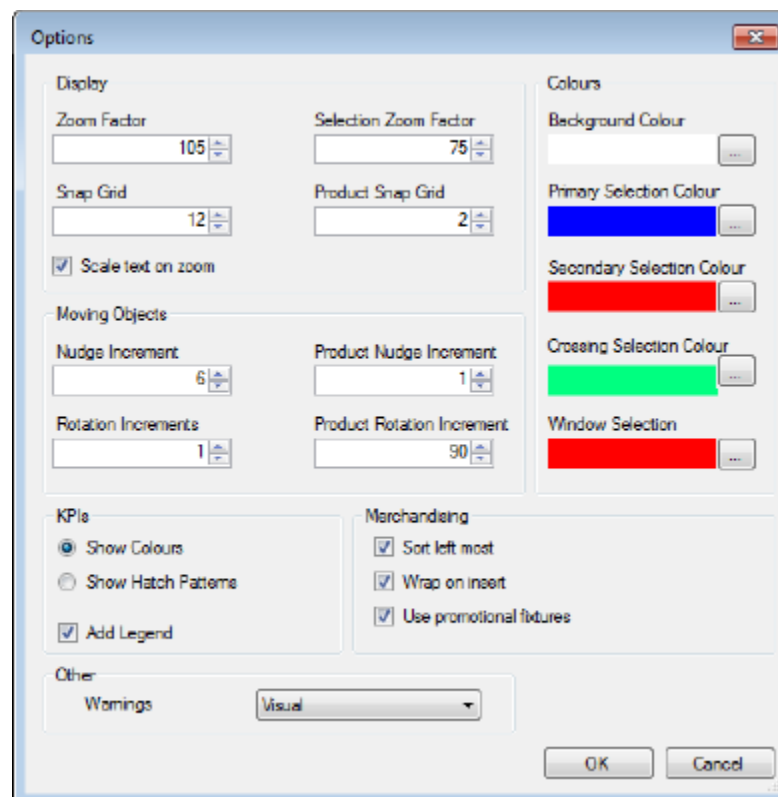 Options
Display
Zoom Factor
Selection Zoom Factor
105
75
Snap Grid
Product Snap Grid
12
2
Scale text on zoom
Moving Objects
Nudge Increment
Product Nudge Increment
6
1
Rotation Increments
Product Rotation Increment
1
90
Colours
Background Colour
...
Primary Selection Colour
...
Secondary Selection Colour
...
Crossing Selection Colour
...
Window Selection
...
KPIs
Show Colours
Show Hatch Patterns
Add Legend
Merchandising
Sort left most
Wrap on insert
Use promotional fixtures
Other
Warnings
Visual
OK
Cancel